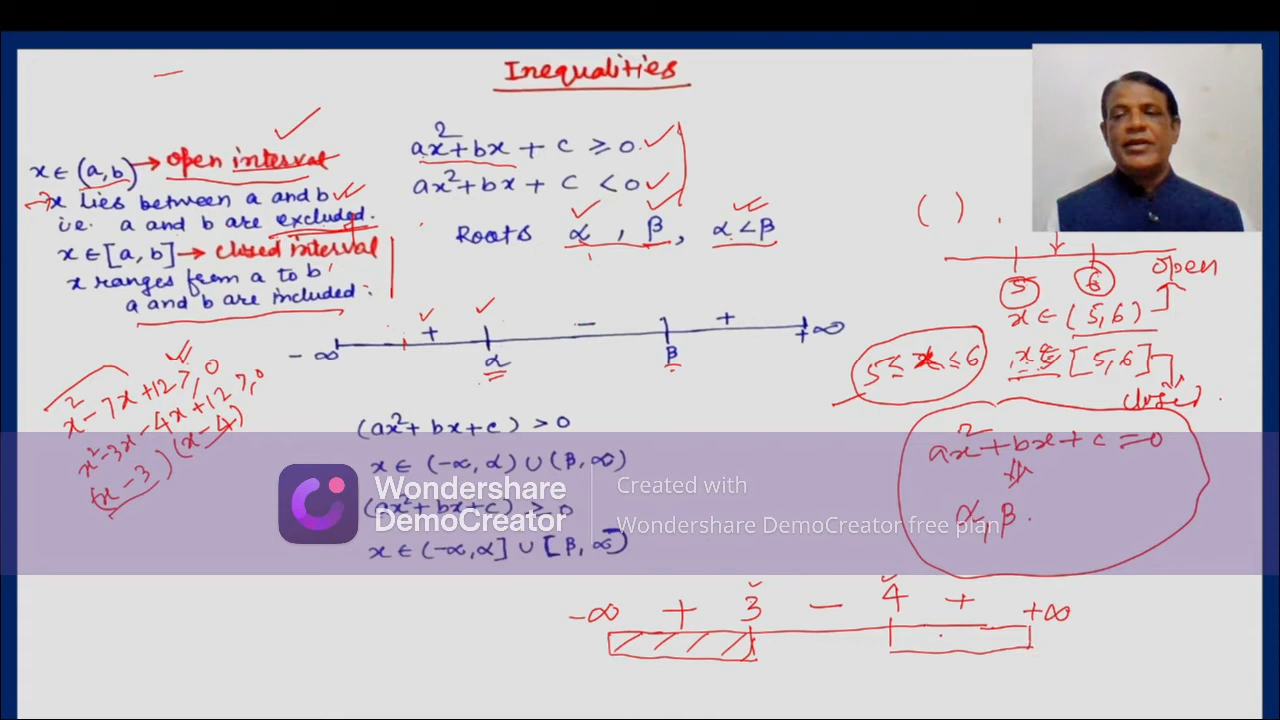 Inequalities
x ∈ (a, b) → open interval
x lies between a and b
i.e. a and b are excluded.
x ∈ [a, b] → closed interval
x ranges from a to b
a and b are included.
ax²+bx + c ≥ 0
ax²+bx + c < 0
Roots α , β , α < β
-∞ + α − β + +∞
x²-7x+12 ≥ 0
x²-3x-4x+12 ≥ 0
(x-3)(x-4)
(ax²+bx+c) > 0
x ∈ (-∞, α) ∪ (β, ∞)
(ax²+bx+c) ≥ 0
x ∈ (-∞, α] ∪ [β, ∞)
( ) .
5 6
open
x ∈ (5, 6)
5 ≤ x ≤ 6
x ∈ [5, 6]
closed.
ax²+bx+c = 0
α, β.
-∞ + 3 − 4 + +∞
Wondershare
DemoCreator
Created with
Wondershare DemoCreator free plan